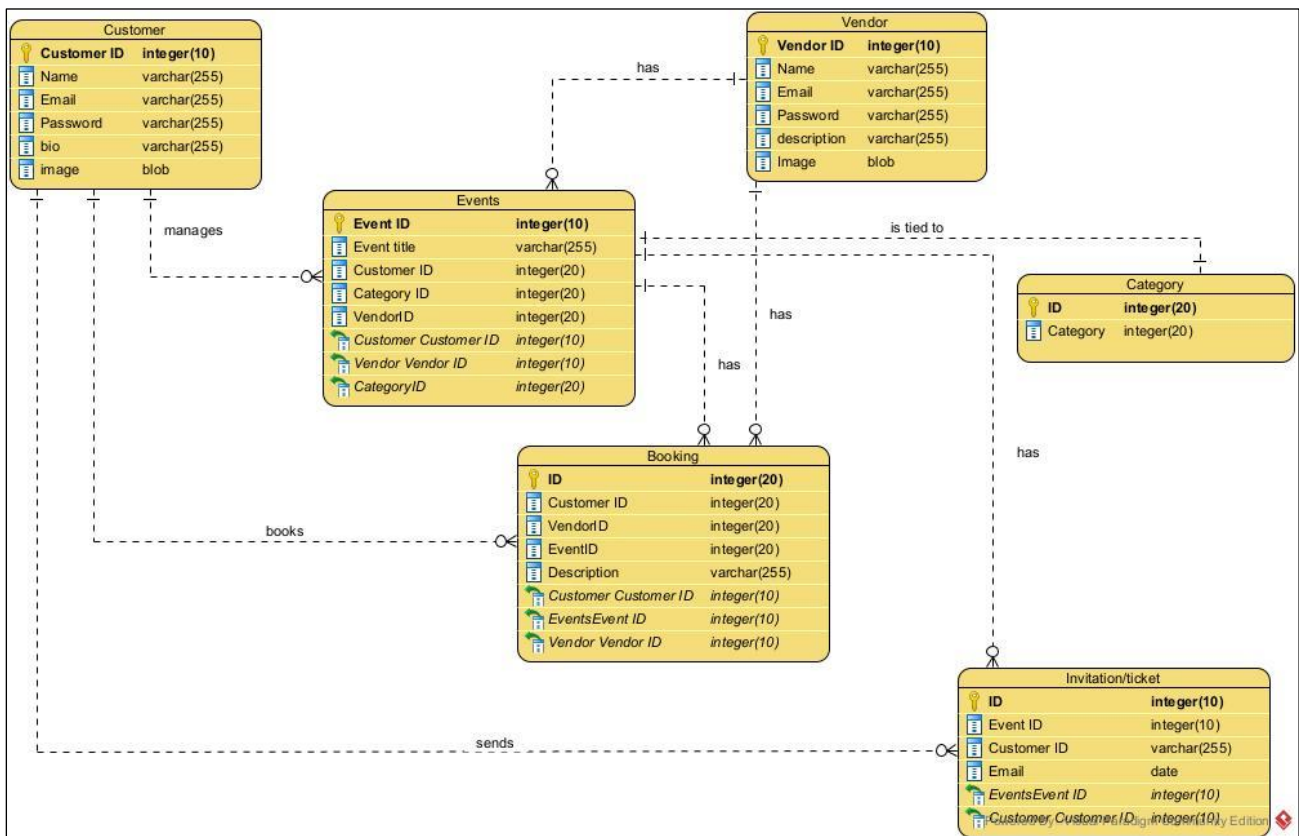 Customer
Customer ID integer(10)
Name varchar(255)
Email varchar(255)
Password varchar(255)
bio varchar(255)
image blob
Vendor
Vendor ID integer(10)
Name varchar(255)
Email varchar(255)
Password varchar(255)
description varchar(255)
Image blob
has
manages
Events
Event ID integer(10)
Event title varchar(255)
Customer ID integer(20)
Category ID integer(20)
VendorID integer(20)
Customer Customer ID integer(10)
Vendor Vendor ID integer(10)
CategoryID integer(20)
is tied to
Category
ID integer(20)
Category integer(20)
has
has
has
Booking
ID integer(20)
Customer ID integer(20)
VendorID integer(20)
EventID integer(20)
Description varchar(255)
Customer Customer ID integer(10)
EventsEvent ID integer(10)
Vendor Vendor ID integer(10)
books
sends
Invitation/ticket
ID integer(10)
Event ID integer(10)
Customer ID varchar(255)
Email date
EventsEvent ID integer(10)
Customer Customer ID integer(10)
Powered By Visual Paradigm Community Edition